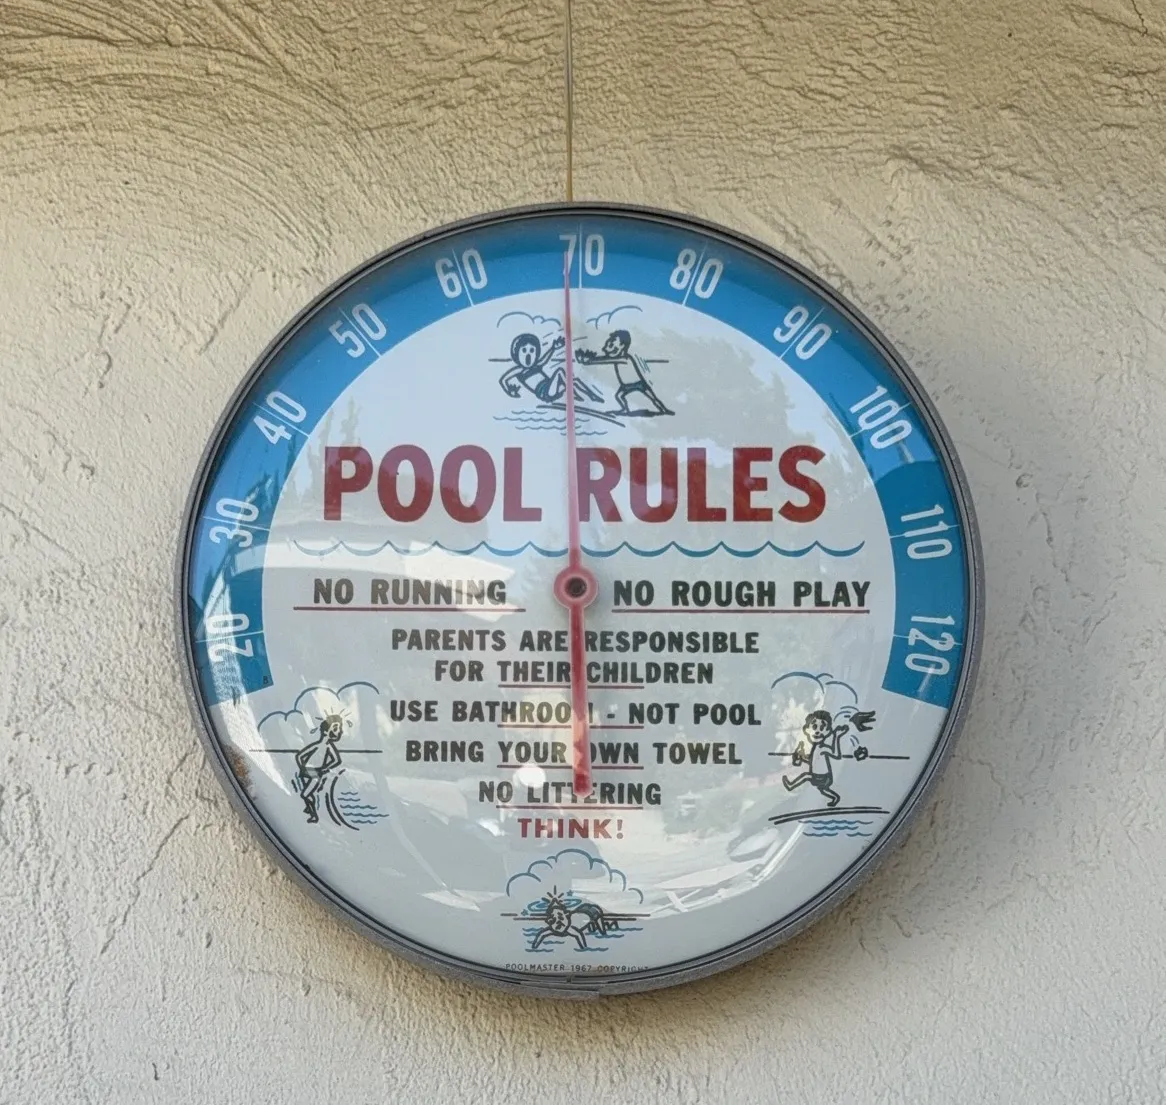 20 30 40 50 60 70 80 90 100 110 120
POOL RULES
NO RUNNING NO ROUGH PLAY
PARENTS ARE RESPONSIBLE
FOR THEIR CHILDREN
USE BATHROOM - NOT POOL
BRING YOUR OWN TOWEL
NO LITTERING
THINK!
POOLMASTER 1967 COPYRIGHT